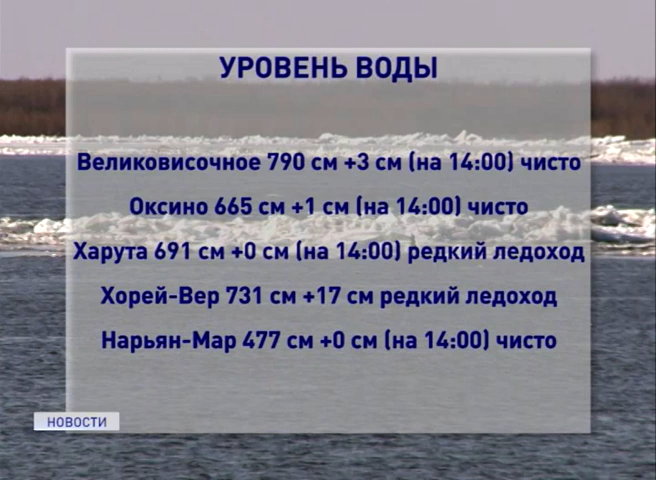 УРОВЕНЬ ВОДЫ
Великовисочное 790 см +3 см (на 14:00) чисто
Оксино 665 см +1 см (на 14:00) чисто
Харута 691 см +0 см (на 14:00) редкий ледоход
Хорей-Вер 731 см +17 см редкий ледоход
Нарьян-Мар 477 см +0 см (на 14:00) чисто
НОВОСТИ